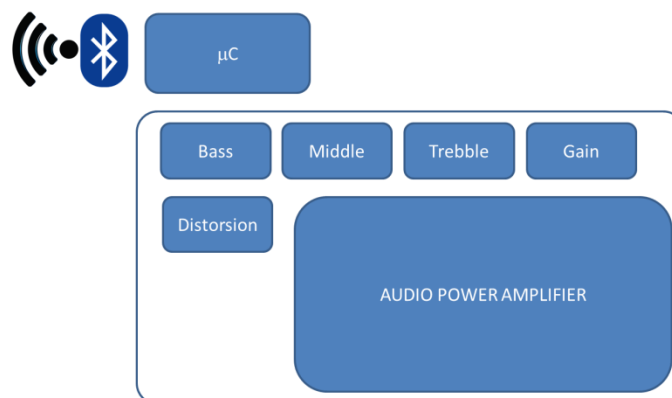 μC
Bass
Middle
Trebble
Gain
Distorsion
AUDIO POWER AMPLIFIER